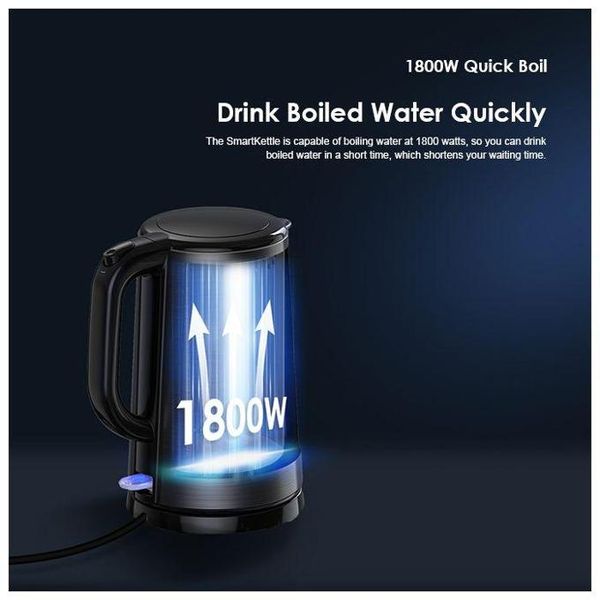 1800W Quick Boil
Drink Boiled Water Quickly
The SmartKettle is capable of boiling water at 1800 watts, so you can drink
boiled water in a short time, which shortens your waiting time.
1800W